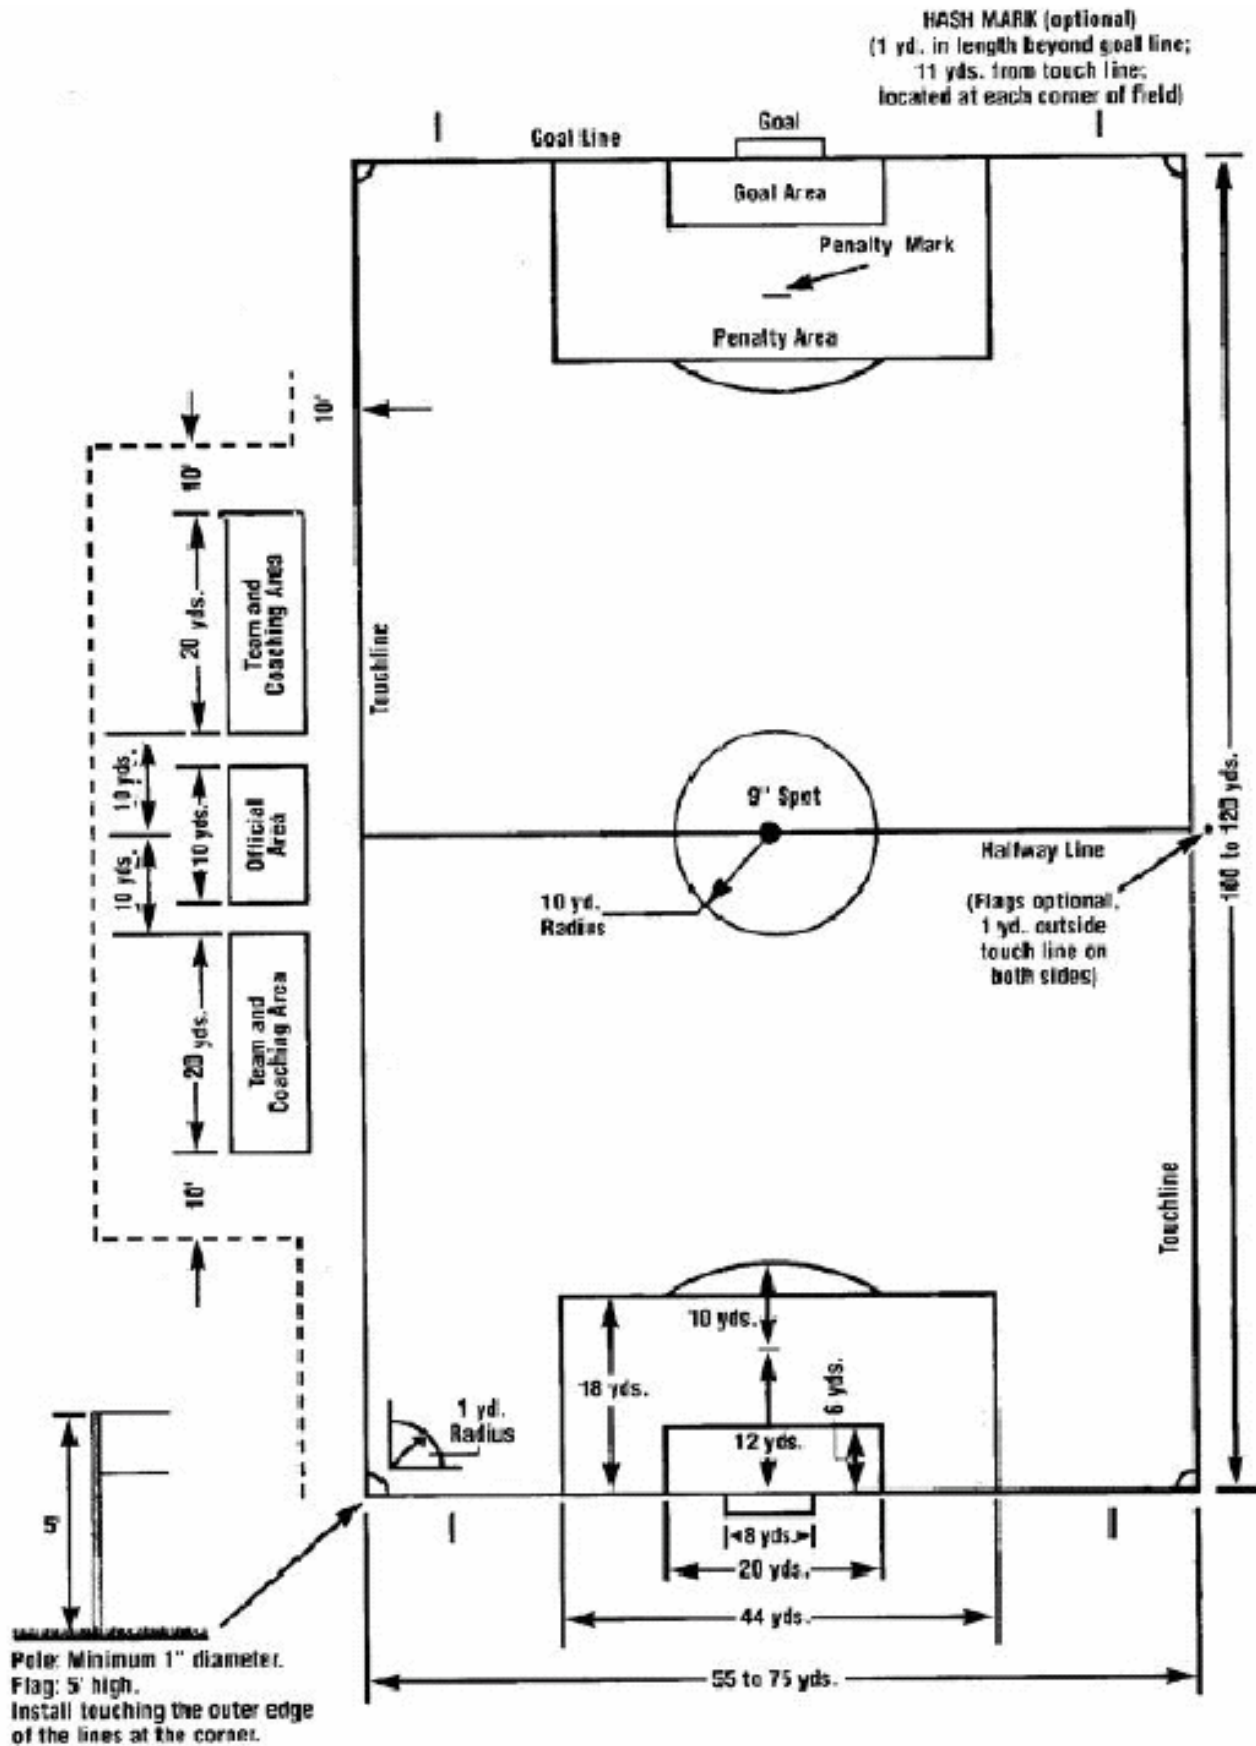 HASH MARK (optional)
(1 yd. in length beyond goal line;
11 yds. from touch line;
located at each corner of field)
Goal
Goal Line
Goal Area
Penalty Mark
Penalty Area
10'
10'
20 yds.
Team and
Coaching Area
Touchline
10 yds.
10 yds.
Official
Area
10 yds.
9" Spot
Halfway Line
100 to 120 yds.
10 yd.
Radius
(Flags optional,
1 yd. outside
touch line on
both sides)
20 yds.
Team and
Coaching Area
10'
Touchline
10 yds.
18 yds.
6 yds.
1 yd.
Radius
12 yds.
5'
8 yds.
20 yds.
44 yds.
55 to 75 yds.
Pole: Minimum 1" diameter.
Flag: 5' high.
Install touching the outer edge
of the lines at the corner.